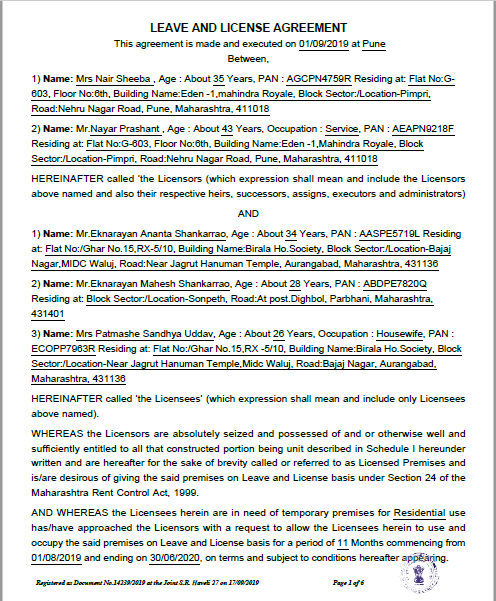 LEAVE AND LICENSE AGREEMENT
This agreement is made and executed on 01/09/2019 at Pune
Between,
1) Name: Mrs Nair Sheeba , Age : About 35 Years, PAN : AGCPN4759R Residing at: Flat No:G-
603, Floor No:6th, Building Name:Eden -1,mahindra Royale, Block Sector:/Location-Pimpri,
Road:Nehru Nagar Road, Pune, Maharashtra, 411018
2) Name: Mr.Nayar Prashant , Age : About 43 Years, Occupation : Service, PAN : AEAPN9218F
Residing at: Flat No:G-603, Floor No:6th, Building Name:Eden -1,Mahindra Royale, Block
Sector:/Location-Pimpri, Road:Nehru Nagar Road, Pune, Maharashtra, 411018
HEREINAFTER called 'the Licensors (which expression shall mean and include the Licensors
above named and also their respective heirs, successors, assigns, executors and administrators)
AND
1) Name: Mr.Eknarayan Ananta Shankarrao, Age : About 34 Years, PAN : AASPE5719L Residing
at: Flat No:/Ghar No.15,RX-5/10, Building Name:Birala Ho.Society, Block Sector:/Location-Bajaj
Nagar,MIDC Waluj, Road:Near Jagrut Hanuman Temple, Aurangabad, Maharashtra, 431136
2) Name: Mr.Eknarayan Mahesh Shankarrao, Age : About 28 Years, PAN : ABDPE7820Q
Residing at: Block Sector:/Location-Sonpeth, Road:At post.Dighbol, Parbhani, Maharashtra,
431401
3) Name: Mrs Patmashe Sandhya Uddav, Age : About 26 Years, Occupation : Housewife, PAN :
ECOPP7963R Residing at: Flat No:/Ghar No.15,RX -5/10, Building Name:Birala Ho.Society, Block
Sector:/Location-Near Jagrut Hanuman Temple,Midc Waluj, Road:Bajaj Nagar, Aurangabad,
Maharashtra, 431136
HEREINAFTER called 'the Licensees' (which expression shall mean and include only Licensees
above named).
WHEREAS the Licensors are absolutely seized and possessed of and or otherwise well and
sufficiently entitled to all that constructed portion being unit described in Schedule I hereunder
written and are hereafter for the sake of brevity called or referred to as Licensed Premises and
is/are desirous of giving the said premises on Leave and License basis under Section 24 of the
Maharashtra Rent Control Act, 1999.
AND WHEREAS the Licensees herein are in need of temporary premises for Residential use
has/have approached the Licensors with a request to allow the Licensees herein to use and
occupy the said premises on Leave and License basis for a period of 11 Months commencing from
01/08/2019 and ending on 30/06/2020, on terms and subject to conditions hereafter appearing.
Registered as Document No.14239/2019 at the Joint S.R. Haveli 27 on 17/09/2019 Page 1 of 6